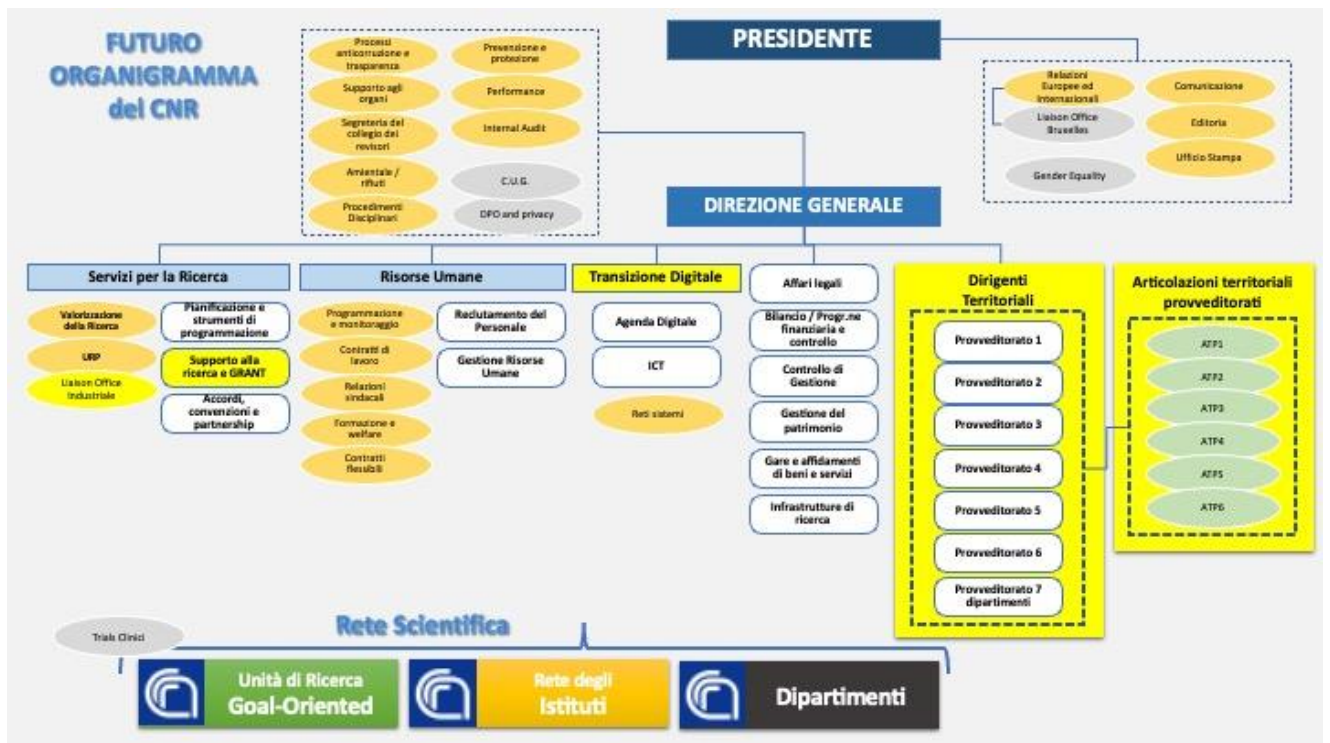 FUTURO
ORGANIGRAMMA
del CNR
Processi
anticorruzione e
trasparenza
Supporto agli
organi
Segreteria del
collegio dei
revisori
Amientale /
rifiuti
Procedimenti
Disciplinari
Prevenzione e
protezione
Performance
Internal Audit
C.U.G.
DPO and privacy
PRESIDENTE
Relazioni
Europee ed
Internazionali
Liaison Office
Bruxelles
Gender Equality
Comunicazione
Editoria
Ufficio Stampa
DIREZIONE GENERALE
Servizi per la Ricerca
Valorizzazione
della Ricerca
URP
Liaison Office
Industriale
Pianificazione e
strumenti di
programmazione
Supporto alla
ricerca e GRANT
Accordi,
convenzioni e
partnership
Risorse Umane
Programmazione
e monitoraggio
Contratti di
lavoro
Relazioni
sindacali
Formazione e
welfare
Contratti
flessibili
Reclutamento del
Personale
Gestione Risorse
Umane
Transizione Digitale
Agenda Digitale
ICT
Reti sistemi
Affari legali
Bilancio / Progr.ne
finanziaria e
controllo
Controllo di
Gestione
Gestione del
patrimonio
Gare e affidamenti
di beni e servizi
Infrastrutture di
ricerca
Dirigenti
Territoriali
Provveditorato 1
Provveditorato 2
Provveditorato 3
Provveditorato 4
Provveditorato 5
Provveditorato 6
Provveditorato 7
dipartimenti
Articolazioni territoriali
provveditorati
ATP1
ATP2
ATP3
ATP4
ATP5
ATP6
Trials Clinici
Rete Scientifica
Unità di Ricerca
Goal-Oriented
Rete degli
Istituti
Dipartimenti